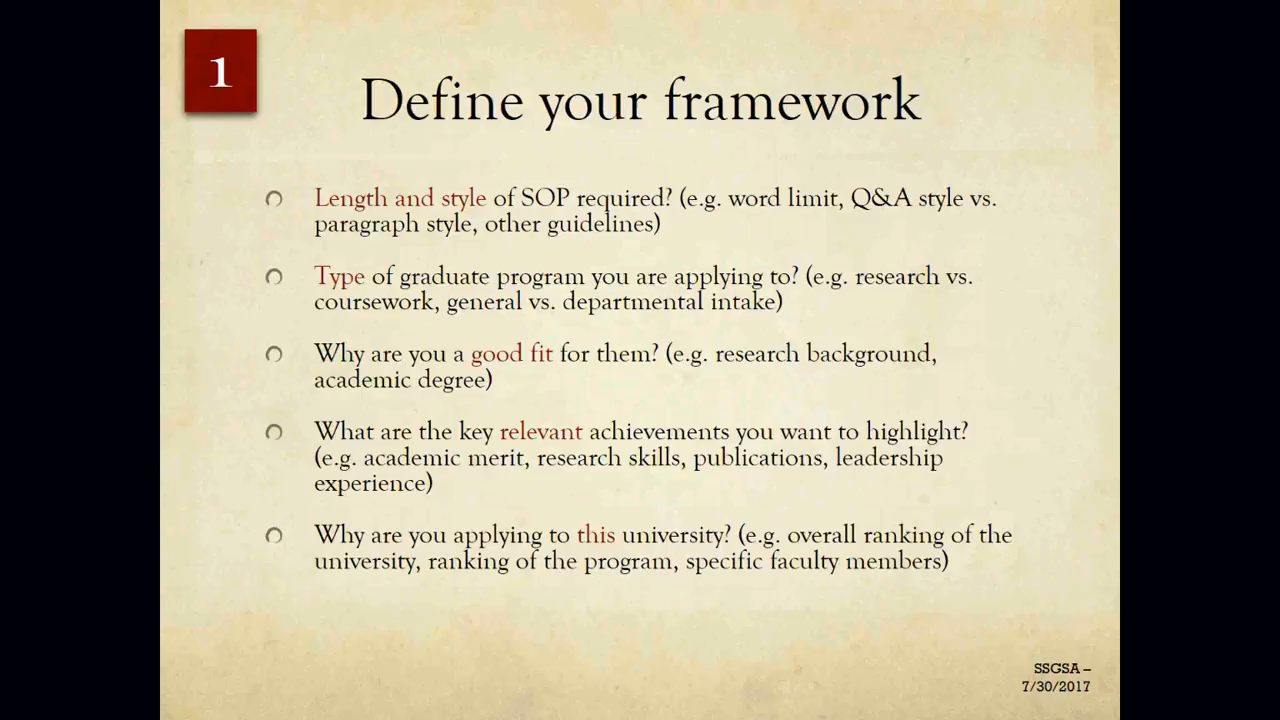 1
Define your framework
Length and style of SOP required? (e.g. word limit, Q&A style vs.
paragraph style, other guidelines)
Type of graduate program you are applying to? (e.g. research vs.
coursework, general vs. departmental intake)
Why are you a good fit for them? (e.g. research background,
academic degree)
What are the key relevant achievements you want to highlight?
(e.g. academic merit, research skills, publications, leadership
experience)
Why are you applying to this university? (e.g. overall ranking of the
university, ranking of the program, specific faculty members)
SSGSA –
7/30/2017